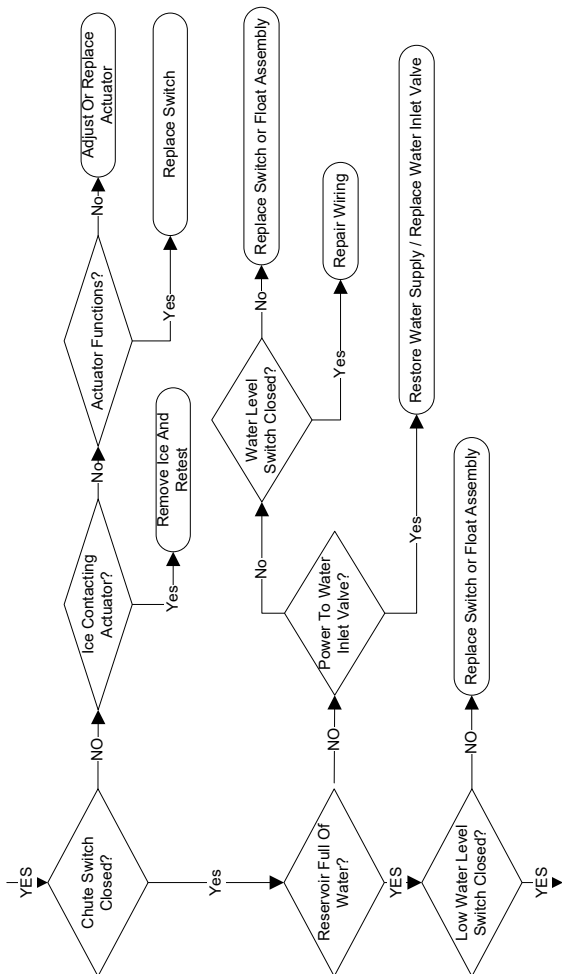 YES
Chute Switch
Closed?
NO
Ice Contacting
Actuator?
No
Actuator Functions?
No
Adjust Or Replace
Actuator
Yes
Replace Switch
Yes
Remove Ice And
Retest
Yes
Reservoir Full Of
Water?
NO
Power To Water
Inlet Valve?
No
Water Level
Switch Closed?
No
Replace Switch or Float Assembly
Yes
Repair Wiring
Yes
Restore Water Supply / Replace Water Inlet Valve
YES
Low Water Level
Switch Closed?
NO
Replace Switch or Float Assembly
YES